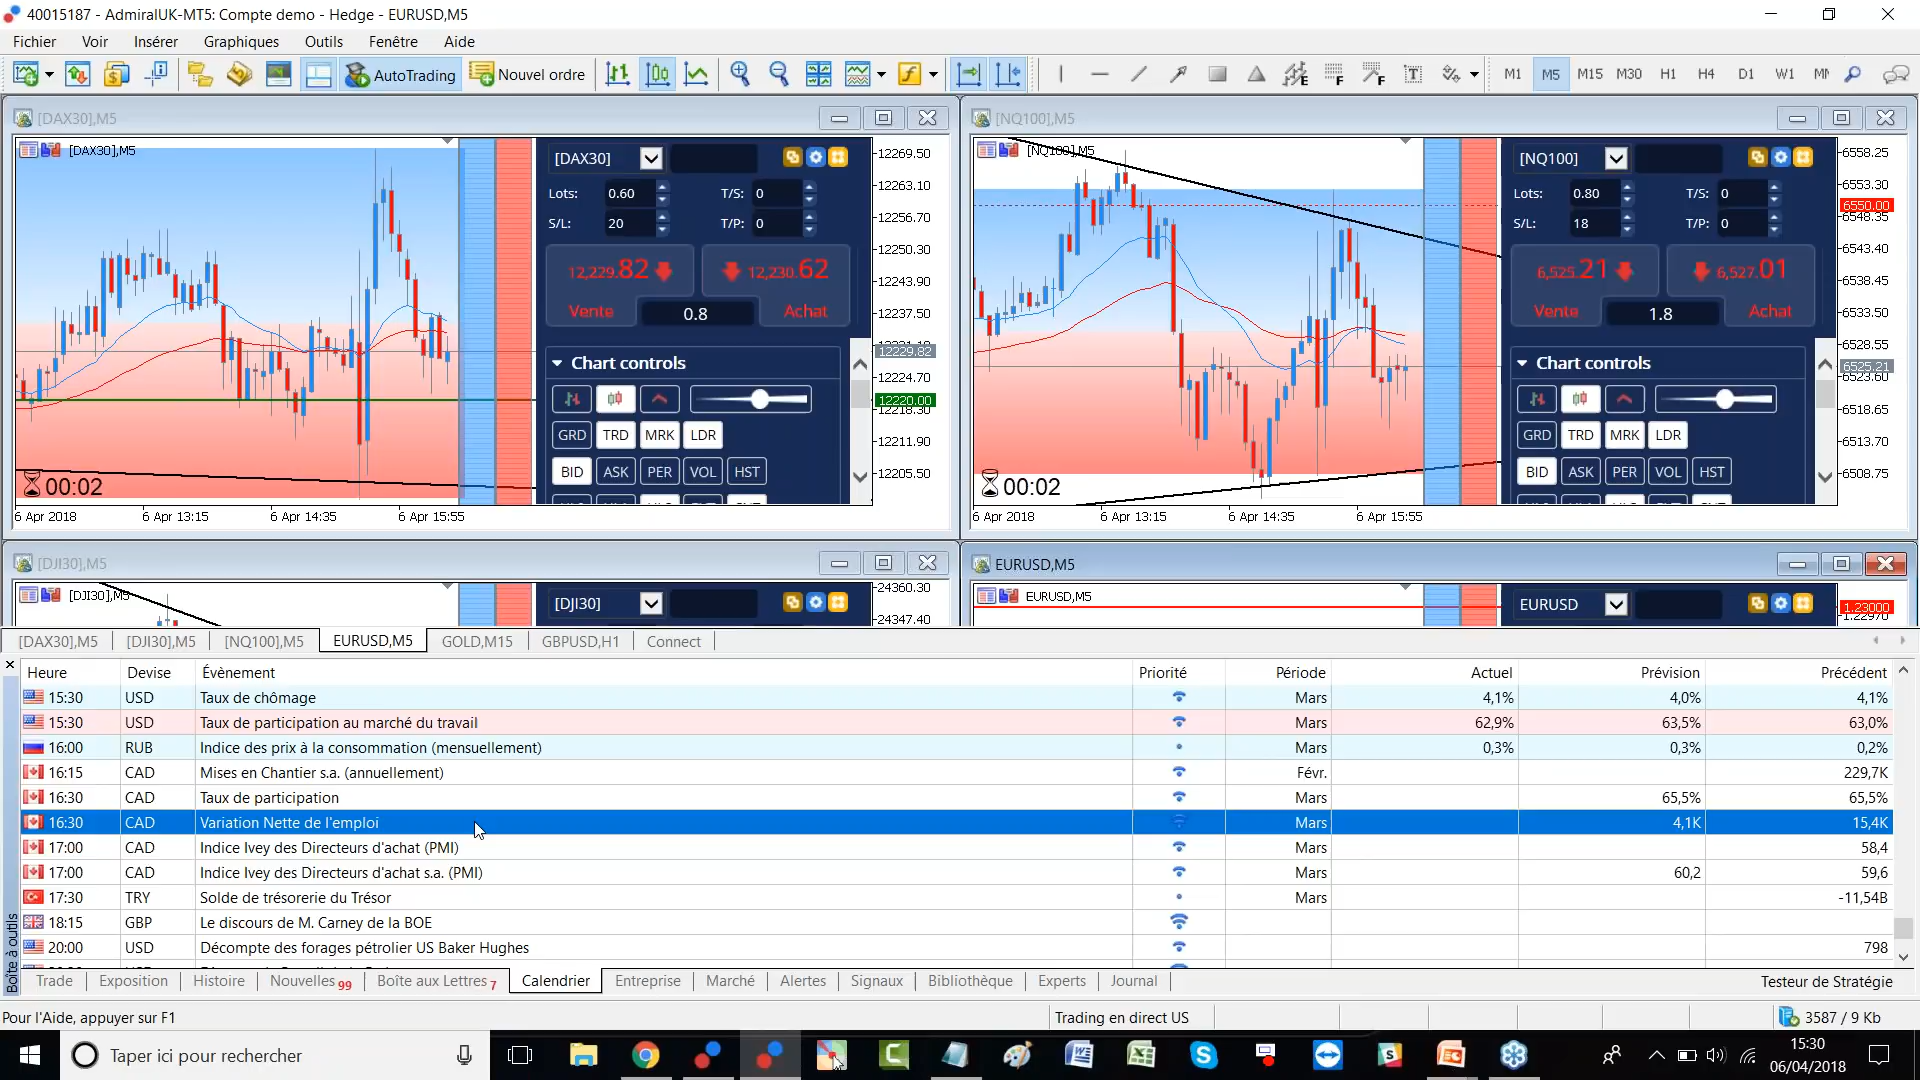 40015187 - AdmiralUK-MT5: Compte demo - Hedge - EURUSD,M5
Fichier Voir Insérer Graphiques Outils Fenêtre Aide
AutoTrading Nouvel ordre M1 M5 M15 M30 H1 H4 D1 W1 MN
[DAX30],M5
[DAX30],M5
[DAX30]
Lots: 0.60 T/S: 0
S/L: 20 T/P: 0
12,229.82 12,230.62
Vente 0.8 Achat
Chart controls
GRD TRD MRK LDR
BID ASK PER VOL HST
12269.50
12263.10
12256.70
12250.30
12243.90
12237.50
12229.82
12224.70
12220.00
12218.30
12211.90
12205.50
00:02
6 Apr 2018 6 Apr 13:15 6 Apr 14:35 6 Apr 15:55
[NQ100],M5
[NQ100],M5
[NQ100]
Lots: 0.80 T/S: 0
S/L: 18 T/P: 0
6,525.21 6,527.01
Vente 1.8 Achat
Chart controls
GRD TRD MRK LDR
BID ASK PER VOL HST
6558.25
6553.30
6550.00
6548.35
6543.40
6538.45
6533.50
6528.55
6525.21
6523.60
6518.65
6513.70
6508.75
00:02
6 Apr 2018 6 Apr 13:15 6 Apr 14:35 6 Apr 15:55
[DJI30],M5
[DJI30],M5
[DJI30]
24360.30
24347.40
EURUSD,M5
EURUSD,M5
EURUSD
1.23000
1.22970
[DAX30],M5 [DJI30],M5 [NQ100],M5 EURUSD,M5 GOLD,M15 GBPUSD,H1 Connect
Heure Devise Évènement Priorité Période Actuel Prévision Précédent
15:30 USD Taux de chômage Mars 4,1% 4,0% 4,1%
15:30 USD Taux de participation au marché du travail Mars 62,9% 63,5% 63,0%
16:00 RUB Indice des prix à la consommation (mensuellement) Mars 0,3% 0,3% 0,2%
16:15 CAD Mises en Chantier s.a. (annuellement) Févr. 229,7K
16:30 CAD Taux de participation Mars 65,5% 65,5%
16:30 CAD Variation Nette de l'emploi Mars 4,1K 15,4K
17:00 CAD Indice Ivey des Directeurs d'achat (PMI) Mars 58,4
17:00 CAD Indice Ivey des Directeurs d'achat s.a. (PMI) Mars 60,2 59,6
17:30 TRY Solde de trésorerie du Trésor Mars -11,54B
18:15 GBP Le discours de M. Carney de la BOE
20:00 USD Décompte des forages pétrolier US Baker Hughes 798
Boîte à outils
Trade Exposition Histoire Nouvelles 99 Boîte aux Lettres 7 Calendrier Entreprise Marché Alertes Signaux Bibliothèque Experts Journal Testeur de Stratégie
Pour l'Aide, appuyer sur F1 Trading en direct US 3587 / 9 Kb
Taper ici pour rechercher
15:30
06/04/2018